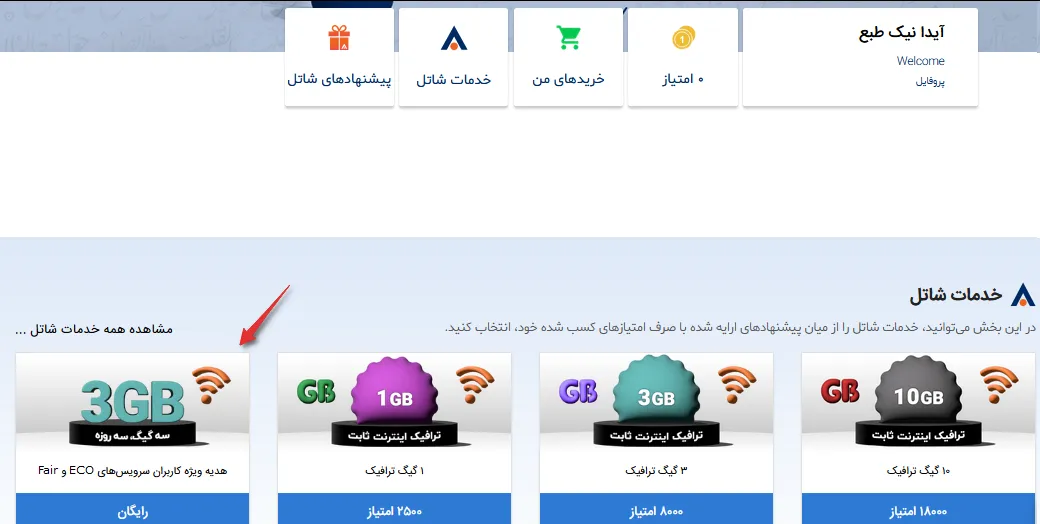 آیدا نیک طبع
Welcome
پروفایل
۰ امتیاز
خریدهای من
خدمات شاتل
پیشنهادهای شاتل
خدمات شاتل
در این بخش می‌توانید، خدمات شاتل را از میان پیشنهادهای ارایه شده با صرف امتیازهای کسب شده خود، انتخاب کنید.
مشاهده همه خدمات شاتل ...
GB
10GB
ترافیک اینترنت ثابت
۱۰ گیگ ترافیک
۱۸۰۰۰ امتیاز
GB
3GB
ترافیک اینترنت ثابت
۳ گیگ ترافیک
۸۰۰۰ امتیاز
GB
1GB
ترافیک اینترنت ثابت
۱ گیگ ترافیک
۲۵۰۰ امتیاز
3GB
سه گیگ، سه روزه
هدیه ویژه کاربران سرویس‌های ECO و Fair
رایگان